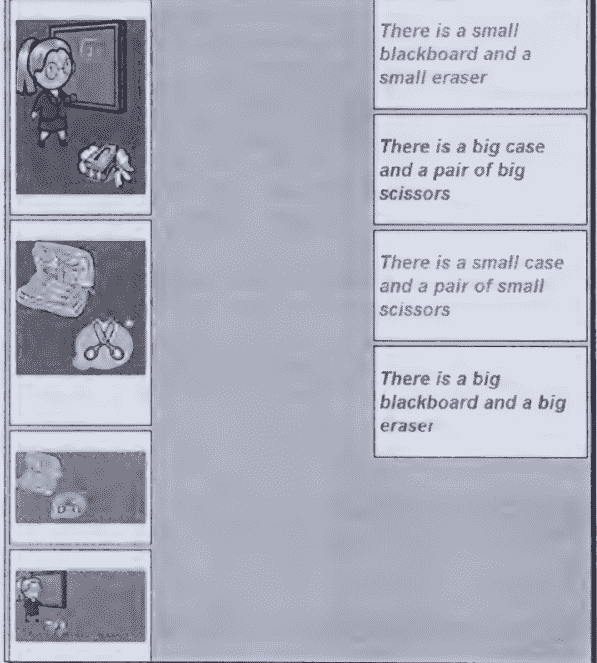 There is a small
blackboard and a
small eraser
There is a big case
and a pair of big
scissors
There is a small case
and a pair of small
scissors
There is a big
blackboard and a big
eraser